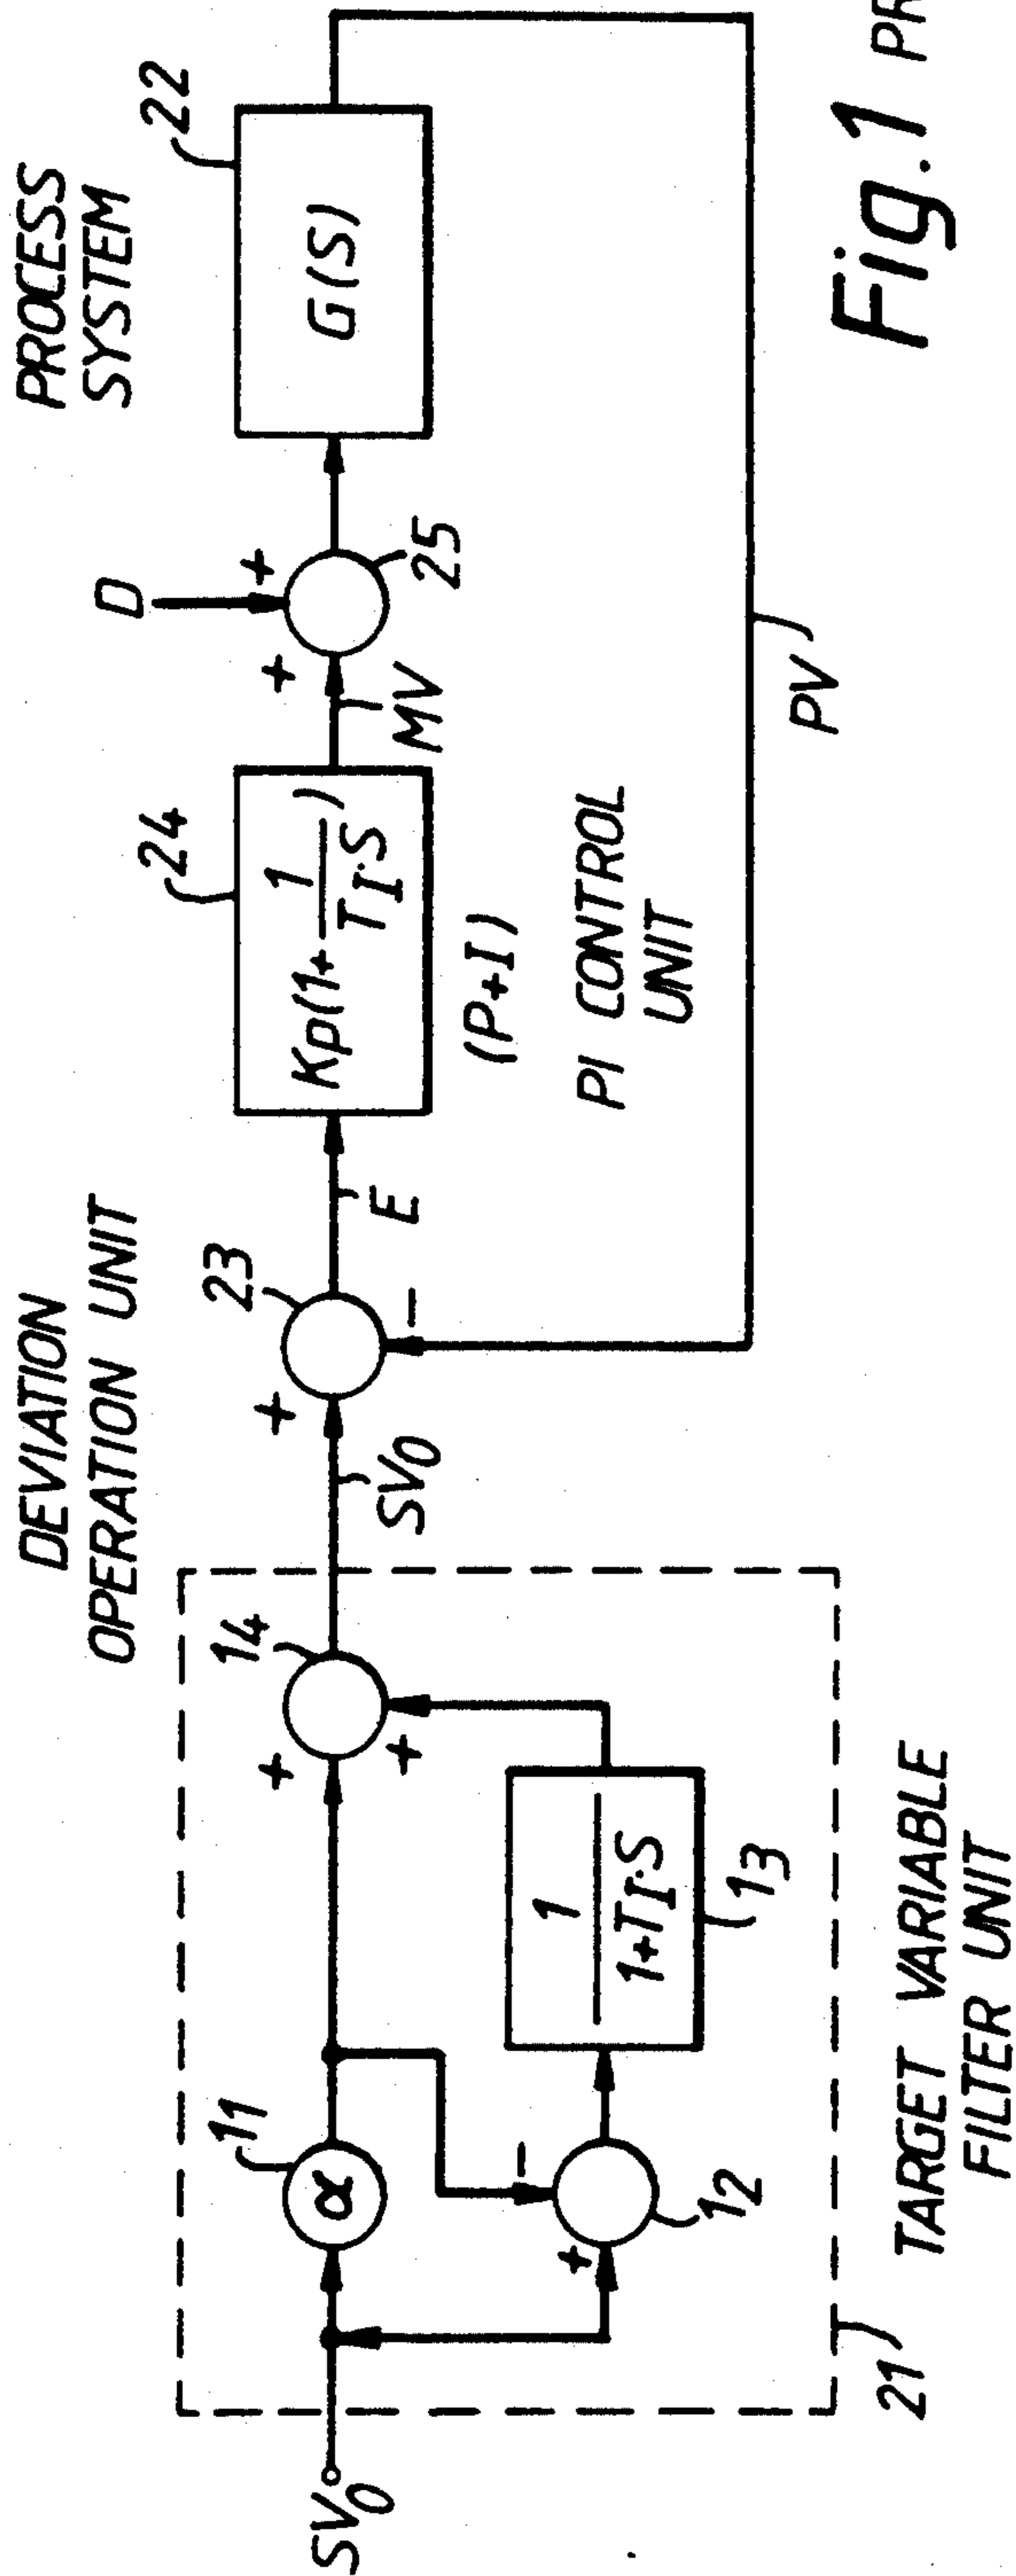 DEVIATION
OPERATION UNIT
PROCESS
SYSTEM
SV0
11
α
14
SV0
23
E
24
Kp(1+ 1/TI·S)
MV
D
25
22
G(S)
+
+
+
+
+
+
-
-
12
1/1+TI·S
13
(P+I)
PI CONTROL
UNIT
PV
21
TARGET VARIABLE
FILTER UNIT
Fig.1 PR